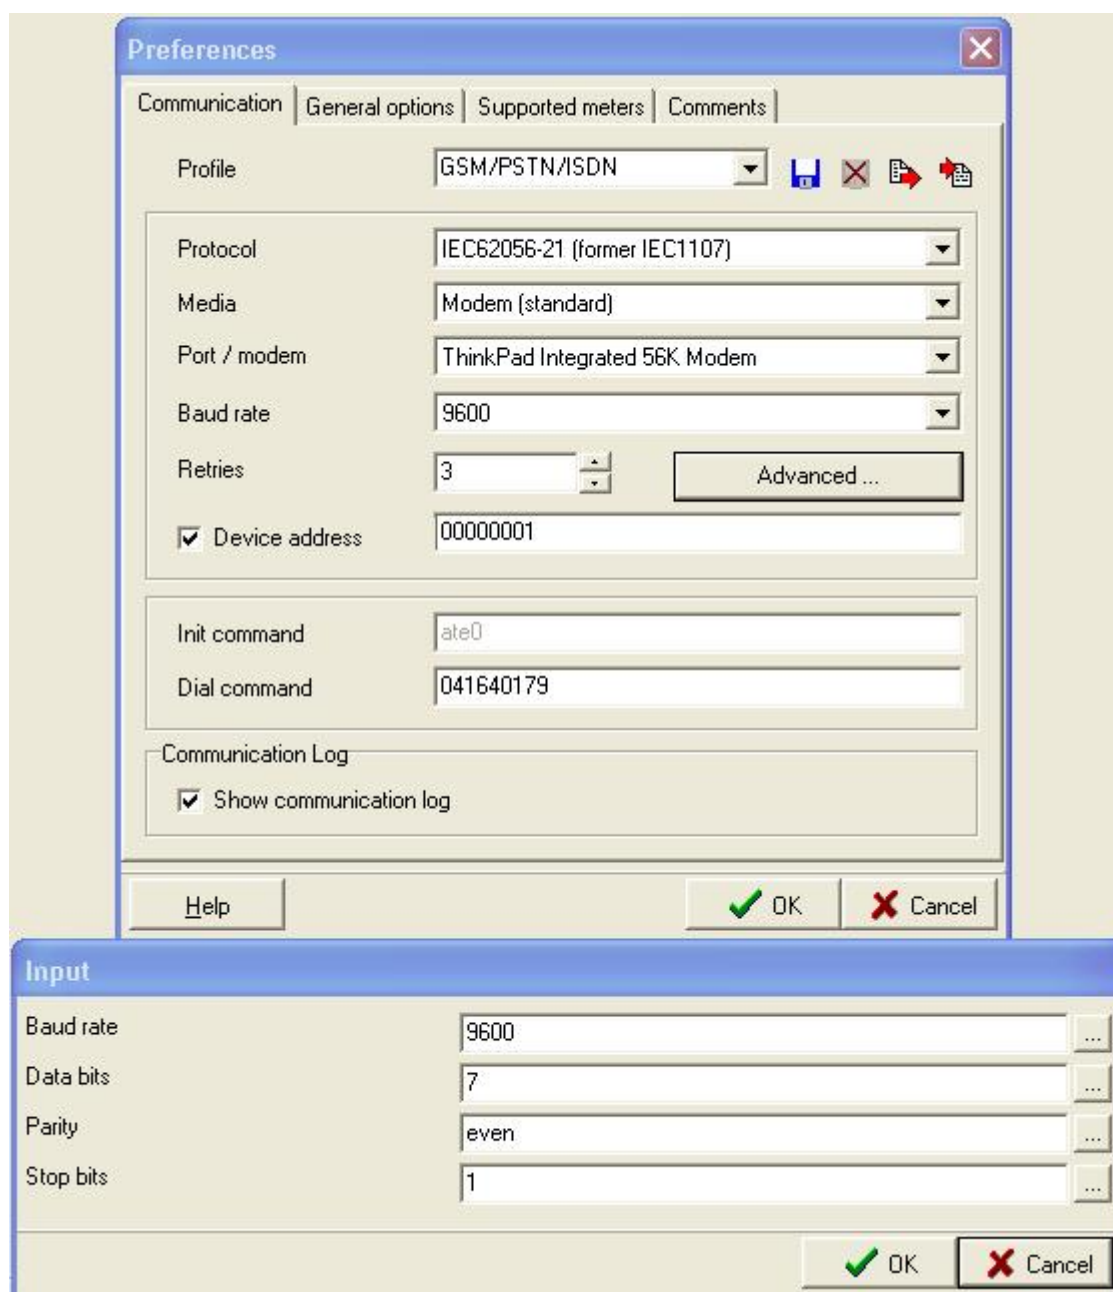 Preferences
Communication General options Supported meters Comments
Profile GSM/PSTN/ISDN
Protocol IEC62056-21 (former IEC1107)
Media Modem (standard)
Port / modem ThinkPad Integrated 56K Modem
Baud rate 9600
Retries 3 Advanced ...
Device address 00000001
Init command ate0
Dial command 041640179
Communication Log
Show communication log
Help OK Cancel
Input
Baud rate 9600 ...
Data bits 7 ...
Parity even ...
Stop bits 1 ...
OK Cancel